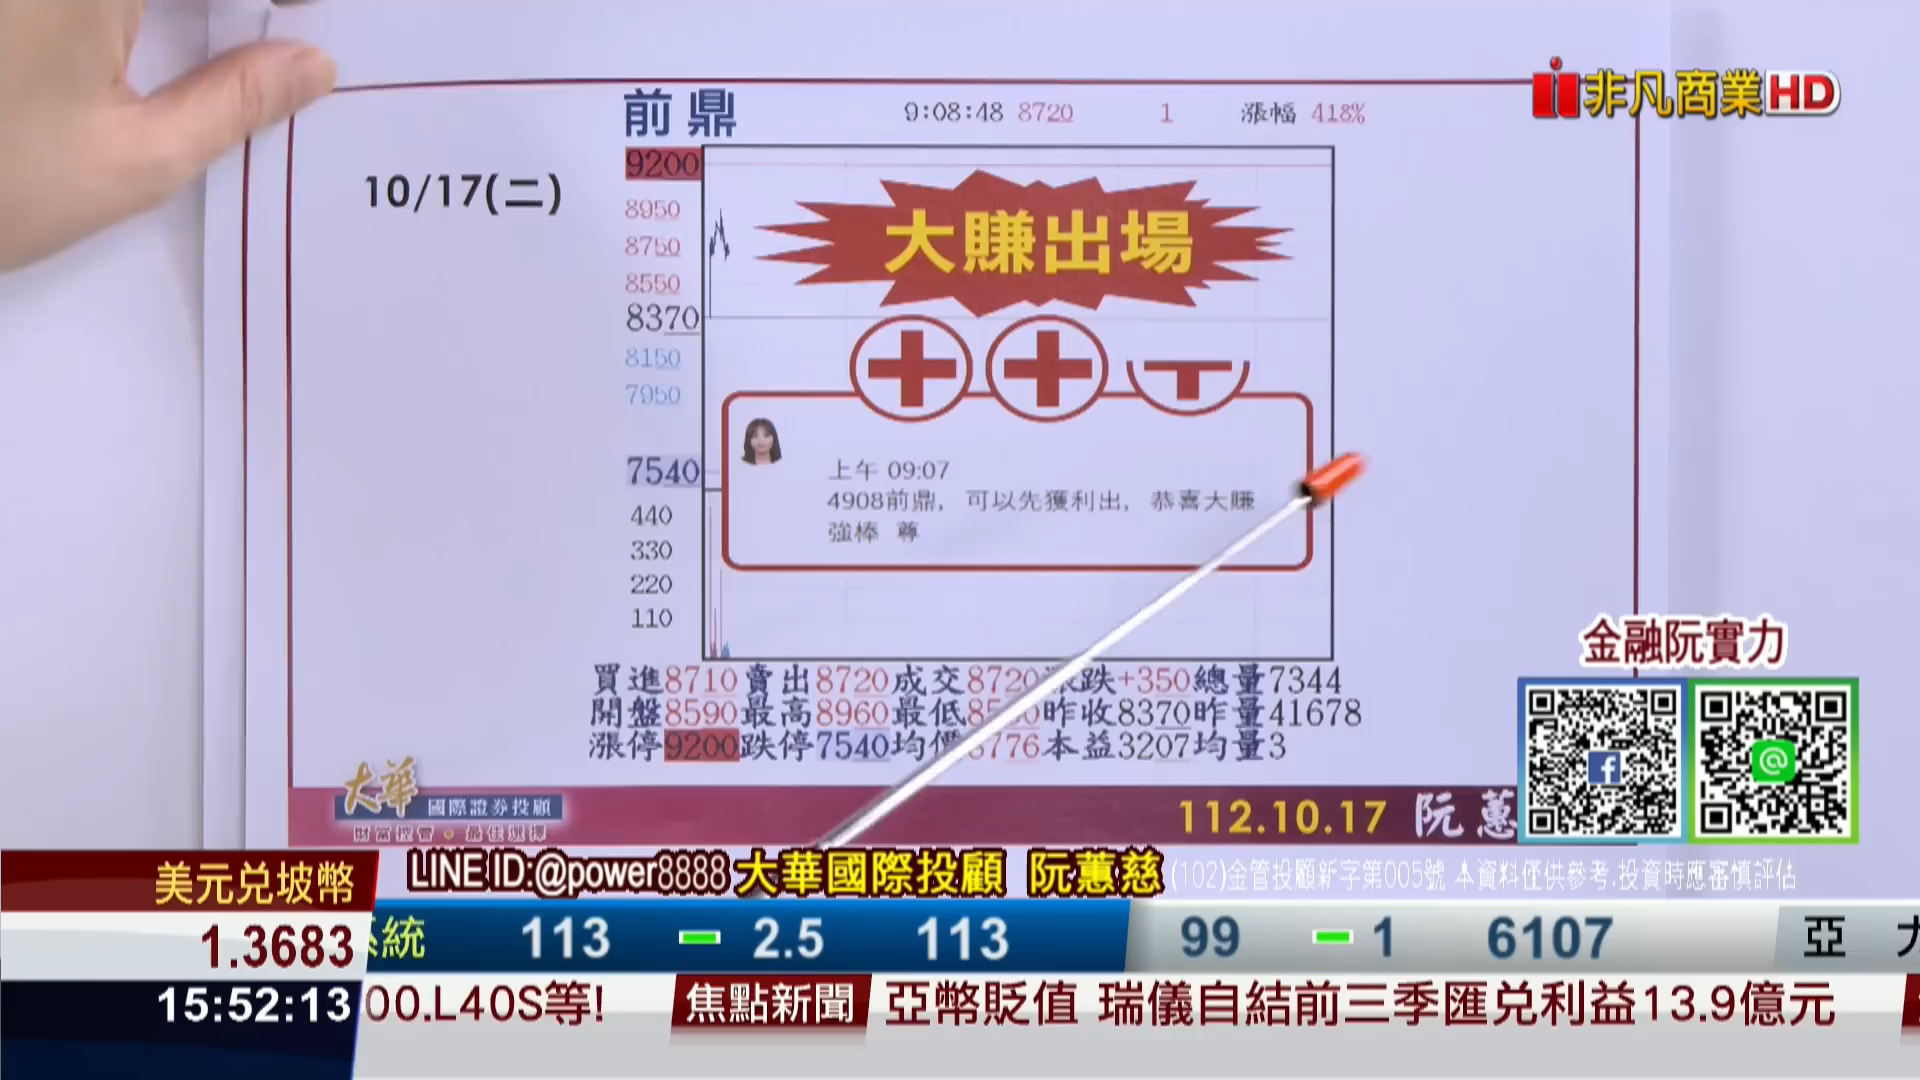 非凡商業HD
前鼎
9:08:48 8720 1 漲幅 418%
10/17(二)
9200
8950
8750
8550
8370
8150
7950
7540
440
330
220
110
大賺出場
上午 09:07
4908前鼎, 可以先獲利出, 恭喜大賺
強棒 尊
買進8710賣出8720成交8720漲跌+350總量7344
開盤8590最高8960最低 昨收8370昨量41678
漲停9200跌停7540均價8776本益3207均量3
大華 國際證券投顧
財富控管·最佳選擇
112.10.17 阮蕙
金融阮實力
LINE ID:@power8888 大華國際投顧 阮蕙慈 (102)金管投顧新字第005號 本資料僅供參考.投資時應審慎評估
美元兌坡幣
1.3683
系統 113 2.5 113 99 1 6107 亞
15:52:13
00.L40S等! 焦點新聞 亞幣貶值 瑞儀自結前三季匯兌利益13.9億元